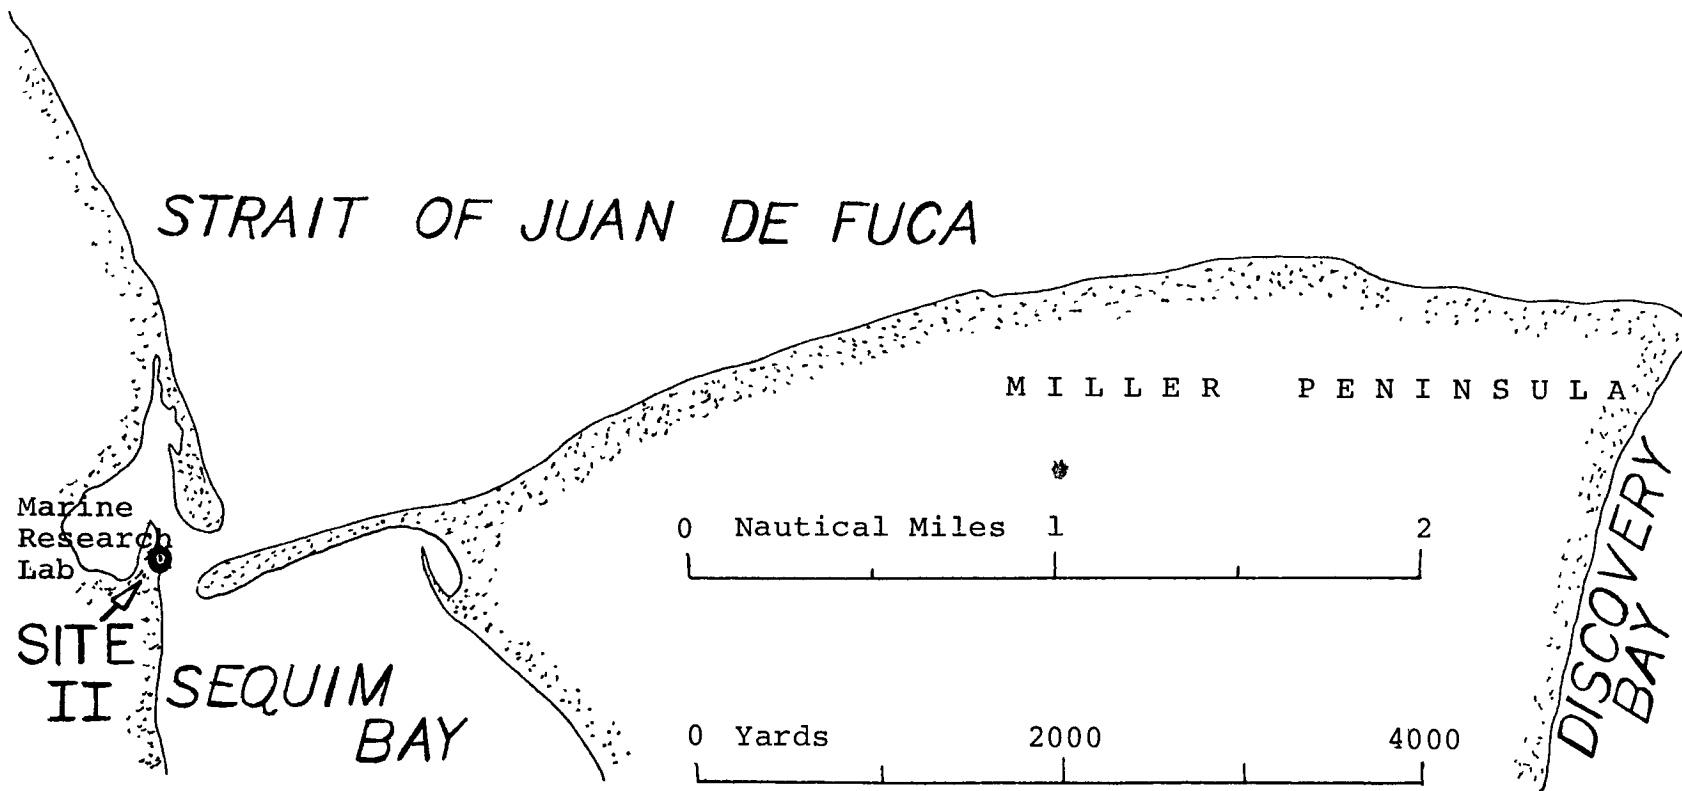 STRAIT OF JUAN DE FUCA
MILLER PENINSULA
Marine
Research
Lab
SITE
II
SEQUIM
BAY
0 Nautical Miles 1 2
0 Yards 2000 4000
DISCOVERY
BAY